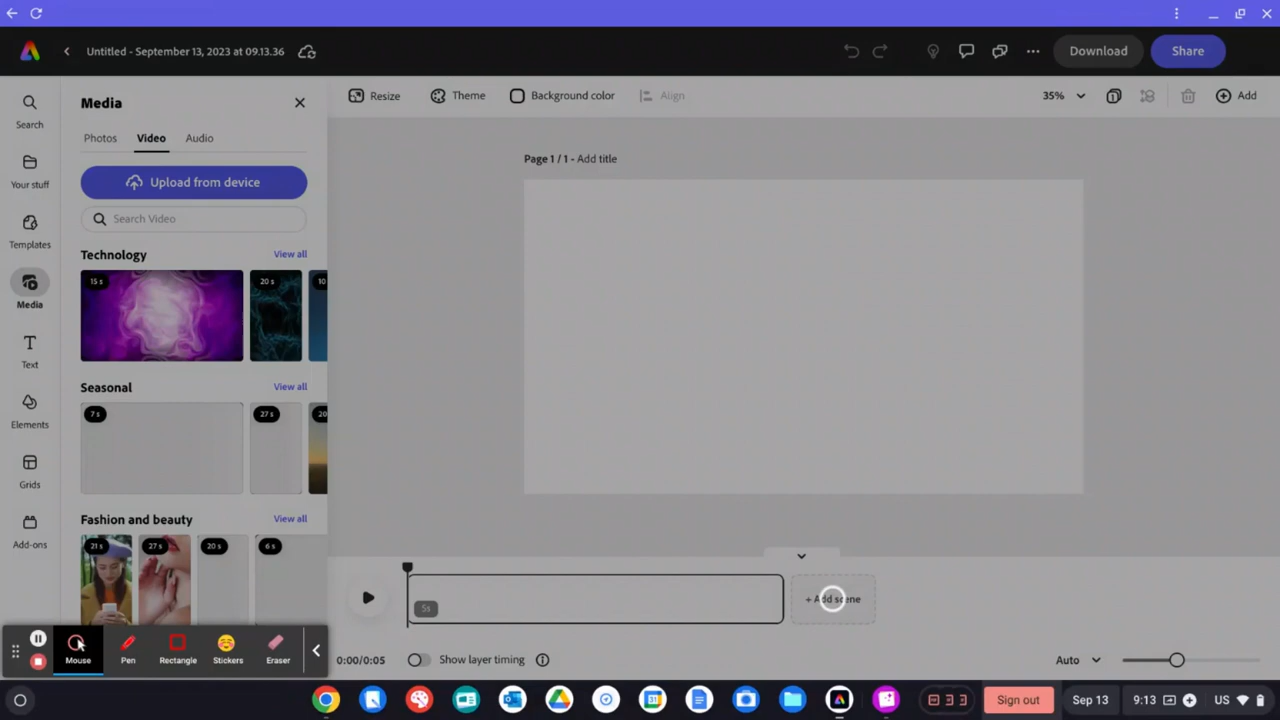 Untitled - September 13, 2023 at 09.13.36
Download
Share
Search
Your stuff
Templates
Media
Text
Elements
Grids
Add-ons
Media
Photos
Video
Audio
Upload from device
Search Video
Technology
View all
15 s
20 s
10
Seasonal
View all
7 s
27 s
20
Fashion and beauty
View all
21 s
27 s
20 s
6 s
Resize
Theme
Background color
Align
35%
Add
Page 1 / 1 - Add title
5s
+ Add scene
0:00/0:05
Show layer timing
Auto
Mouse
Pen
Rectangle
Stickers
Eraser
Sign out
Sep 13
9:13
US